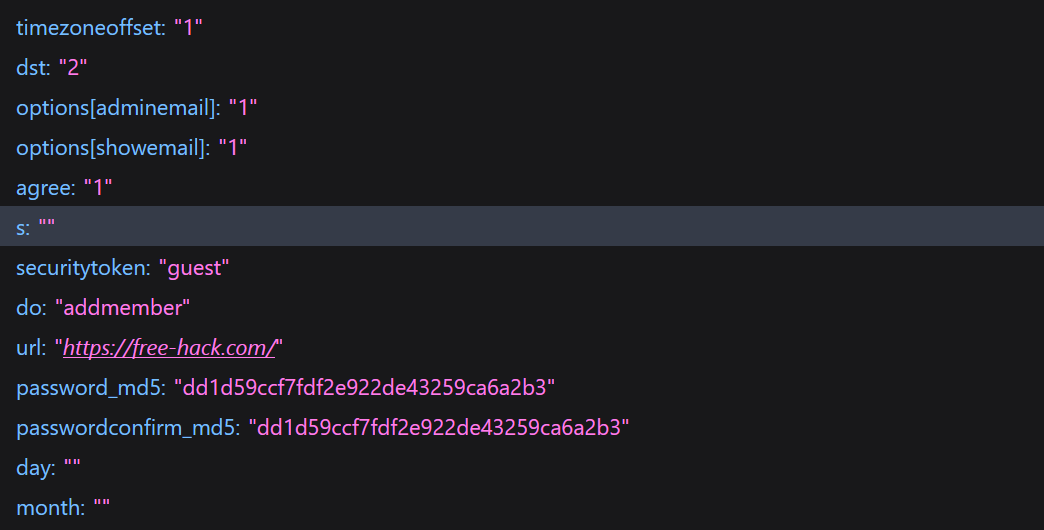 timezoneoffset: "1"
dst: "2"
options[adminemail]: "1"
options[showemail]: "1"
agree: "1"
s: ""
securitytoken: "guest"
do: "addmember"
url: "https://free-hack.com/"
password_md5: "dd1d59ccf7fdf2e922de43259ca6a2b3"
passwordconfirm_md5: "dd1d59ccf7fdf2e922de43259ca6a2b3"
day: ""
month: ""